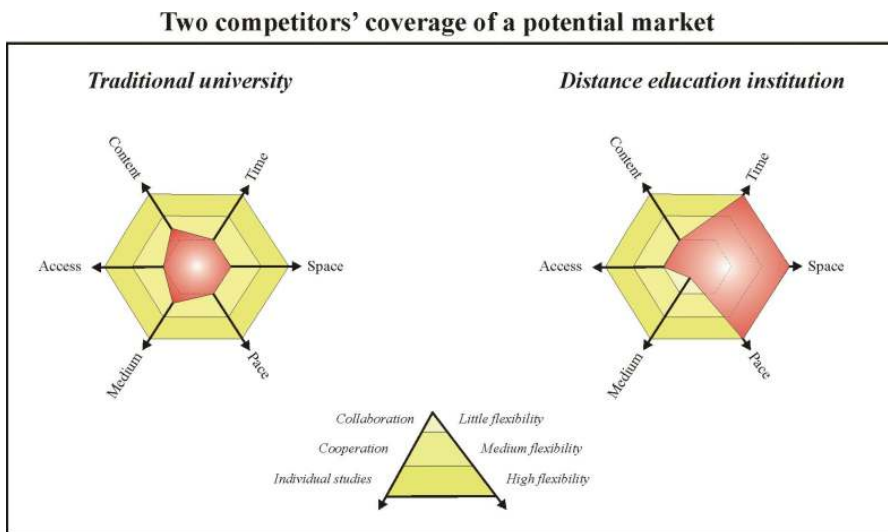 Two competitors' coverage of a potential market
Traditional university
Distance education institution
Content
Time
Access
Space
Medium
Pace
Content
Time
Access
Space
Medium
Pace
Collaboration
Little flexibility
Cooperation
Medium flexibility
Individual studies
High flexibility